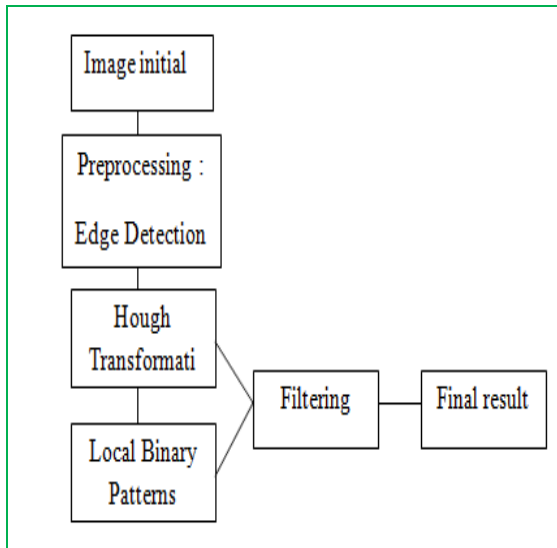 Image initial
Preprocessing :
Edge Detection
Hough
Transformati
Local Binary
Patterns
Filtering
Final result